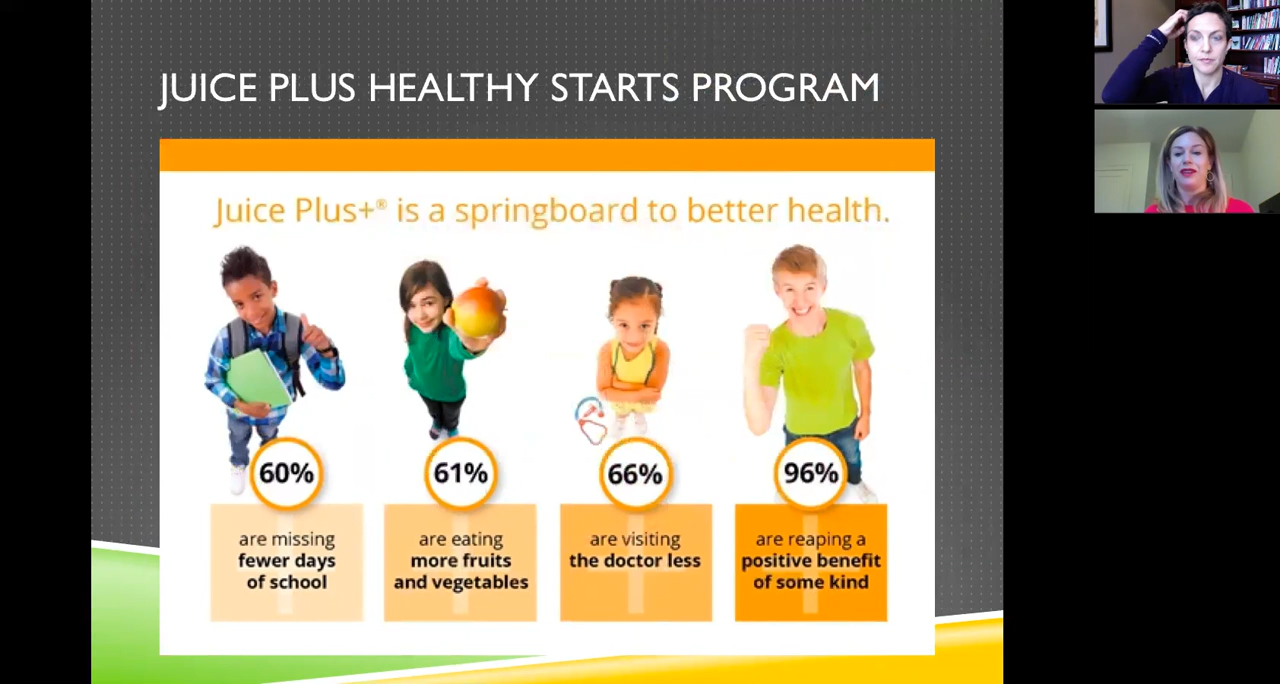 JUICE PLUS HEALTHY STARTS PROGRAM
Juice Plus+® is a springboard to better health.
60%
are missing
fewer days
of school
61%
are eating
more fruits
and vegetables
66%
are visiting
the doctor less
96%
are reaping a
positive benefit
of some kind